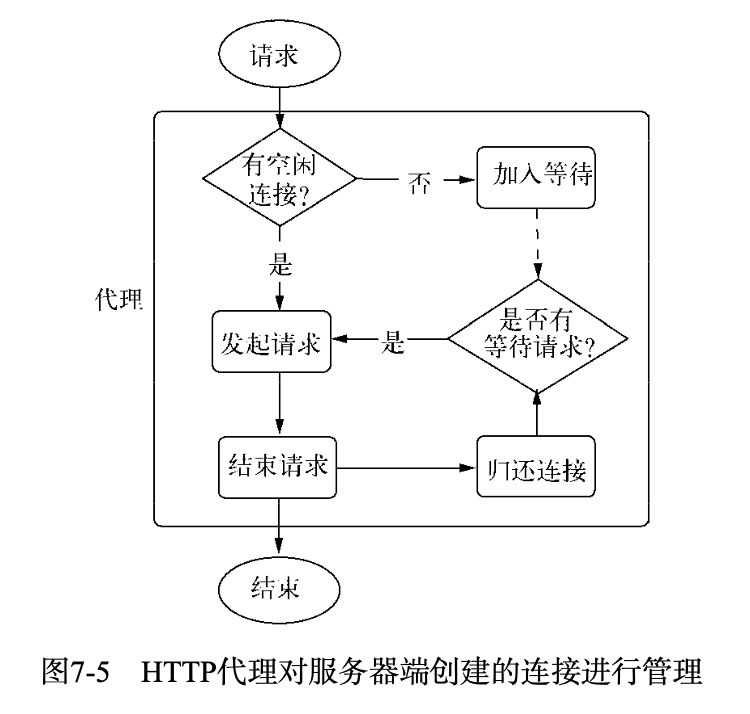 请求
有空闲
连接?
否
加入等待
是
代理
发起请求
是
是否有
等待请求?
结束请求
归还连接
结束
图7-5 HTTP代理对服务器端创建的连接进行管理